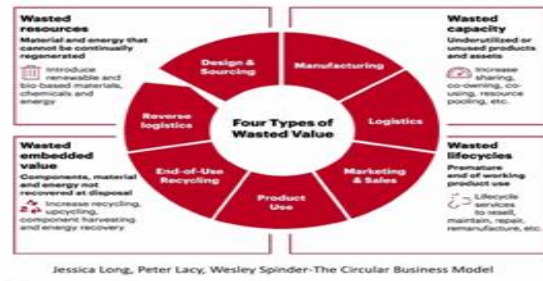 Wasted
resources
Material and energy that
cannot be continually
regenerated
Introduce
renewable and
bio-based materials,
chemicals and
energy
Wasted
capacity
Underutilized or
unused products
and assets
Increase
sharing,
co-owning, co-
using, resource
pooling, etc.
Design &
Sourcing
Manufacturing
Reverse
logistics
Four Types of
Wasted Value
Logistics
End-of-Use
Recycling
Product
Use
Marketing
& Sales
Wasted
embedded
value
Components, material
and energy not
recovered at disposal
Increase recycling,
upcycling,
component harvesting
and energy recovery
Wasted lifecycles
Premature
end of working
product use
Lifecycle
services
to resell,
maintain, repair,
remanufacture, etc.
Jessica Long, Peter Lacy, Wesley Spinder-The Circular Business Model